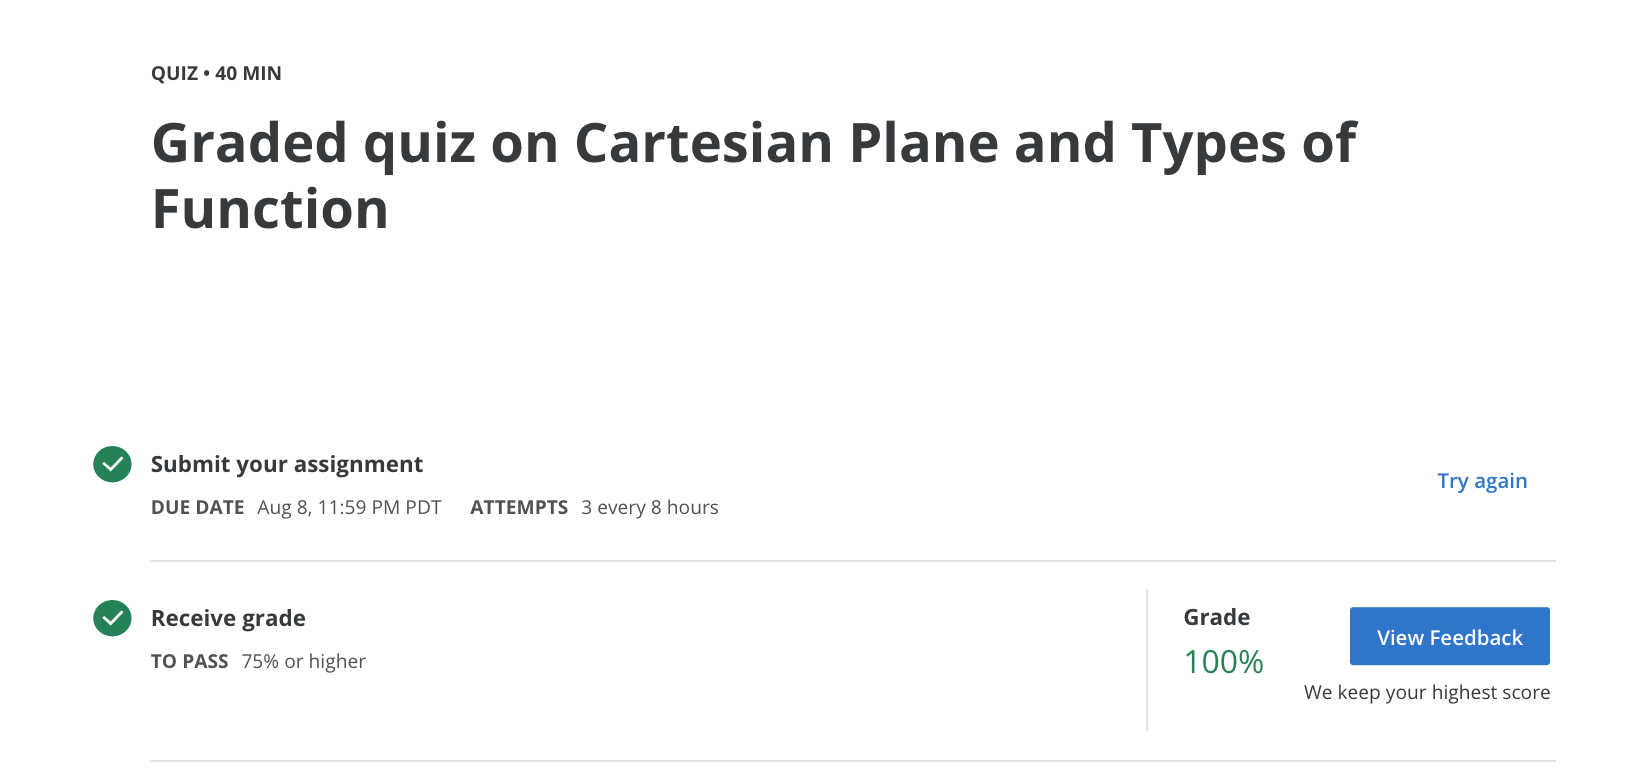 QUIZ • 40 MIN
Graded quiz on Cartesian Plane and Types of
Function
Submit your assignment
DUE DATE Aug 8, 11:59 PM PDT ATTEMPTS 3 every 8 hours
Try again
Receive grade
TO PASS 75% or higher
Grade
100%
View Feedback
We keep your highest score